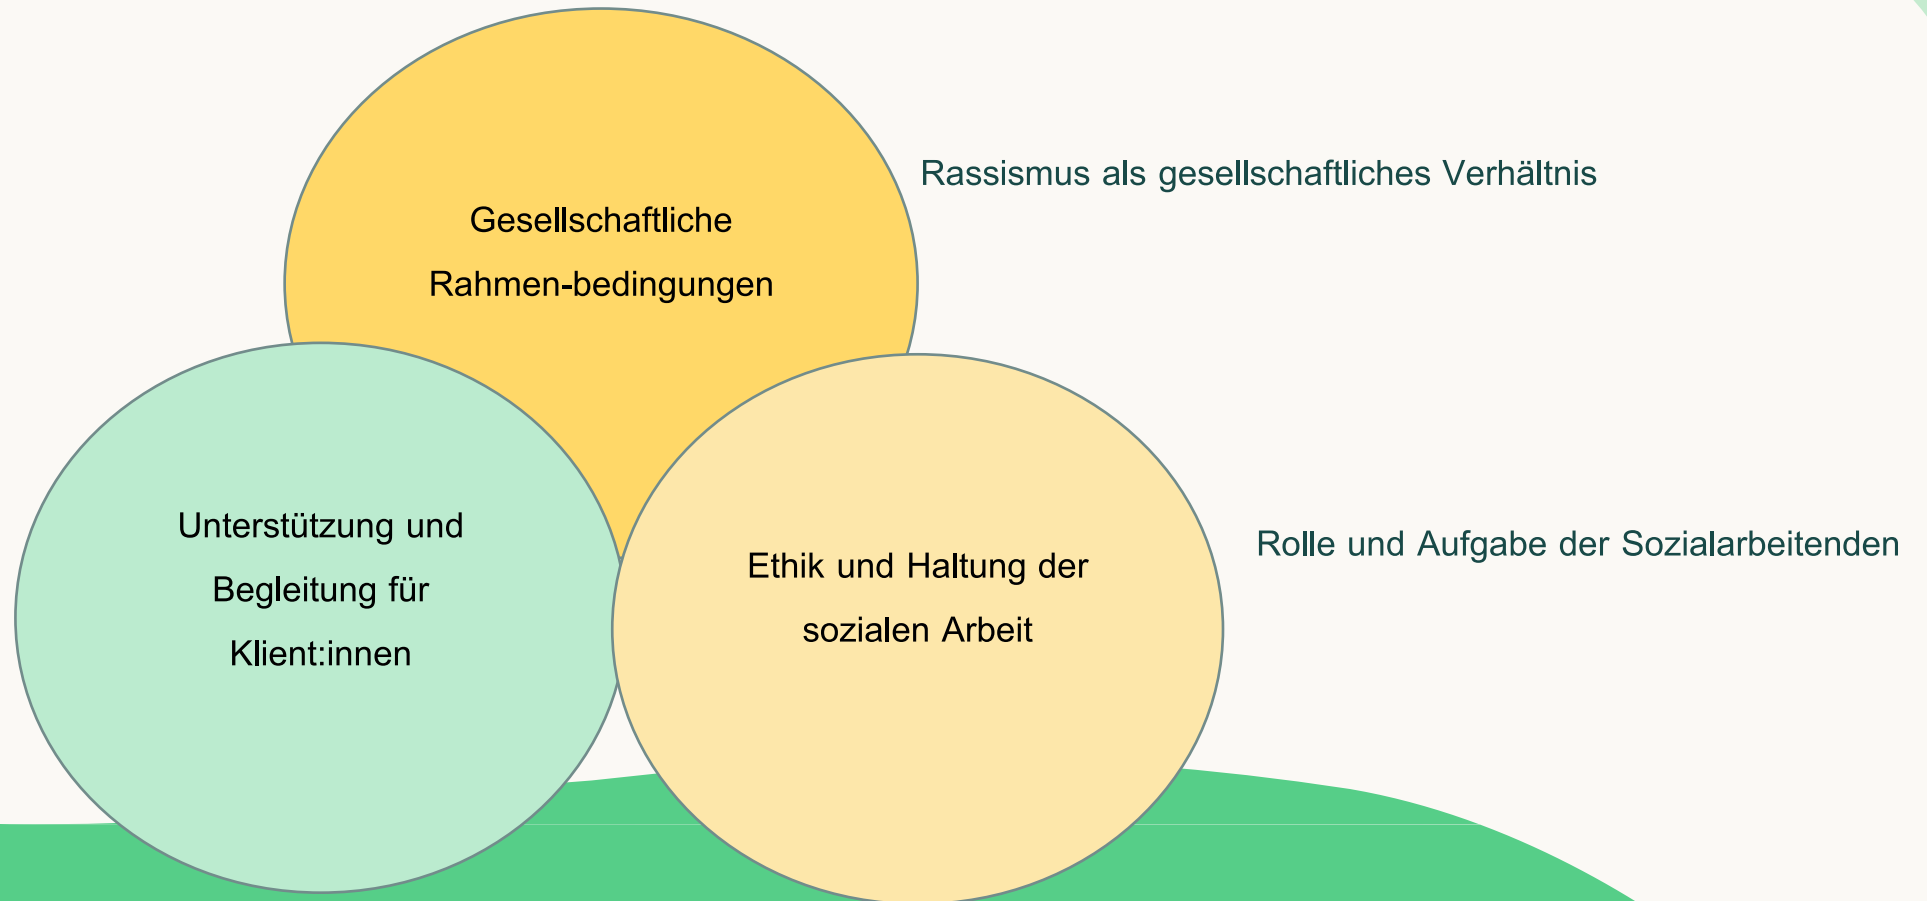 Rassismus als gesellschaftliches Verhältnis
Gesellschaftliche
Rahmen-bedingungen
Unterstützung und
Begleitung für
Klient:innen
Ethik und Haltung der
sozialen Arbeit
Rolle und Aufgabe der Sozialarbeitenden